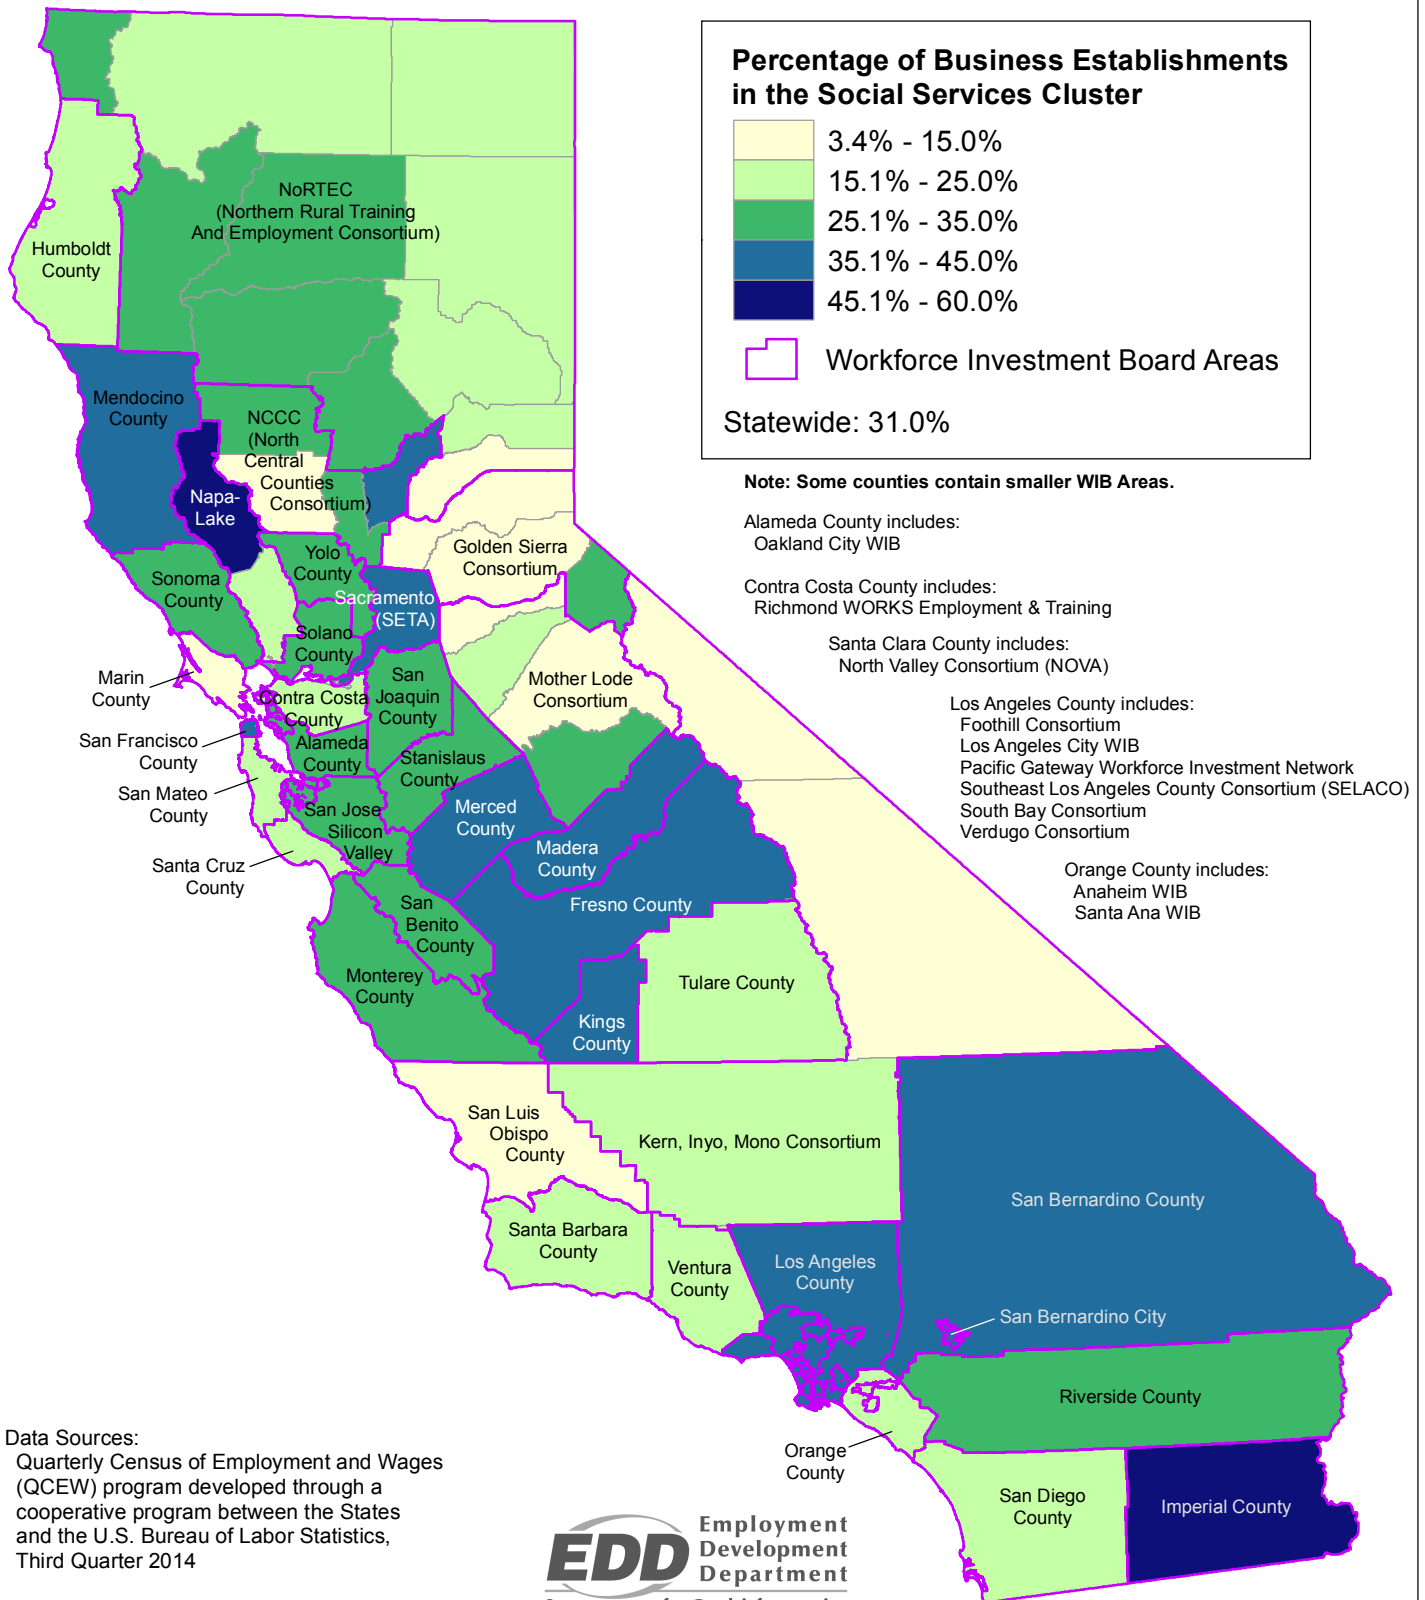 Percentage of Business Establishments
in the Social Services Cluster
3.4% - 15.0%
15.1% - 25.0%
25.1% - 35.0%
35.1% - 45.0%
45.1% - 60.0%
Workforce Investment Board Areas
Statewide: 31.0%
Note: Some counties contain smaller WIB Areas.
Alameda County includes:
Oakland City WIB
Contra Costa County includes:
Richmond WORKS Employment & Training
Santa Clara County includes:
North Valley Consortium (NOVA)
Los Angeles County includes:
Foothill Consortium
Los Angeles City WIB
Pacific Gateway Workforce Investment Network
Southeast Los Angeles County Consortium (SELACO)
South Bay Consortium
Verdugo Consortium
Orange County includes:
Anaheim WIB
Santa Ana WIB
NoRTEC
(Northern Rural Training
And Employment Consortium)
Humboldt
County
Mendocino
County
NCCC
(North
Central
Counties
Consortium)
Napa-
Lake
Golden Sierra
Consortium
Yolo
County
Sonoma
County
Sacramento
(SETA)
Solano
County
Marin
County
San
Joaquin
County
Mother Lode
Consortium
Contra Costa
County
San Francisco
County
Alameda
County
Stanislaus
County
San Mateo
County
San Jose
Silicon
Valley
Merced
County
Madera
County
Santa Cruz
County
Fresno County
San
Benito
County
Monterey
County
Tulare County
Kings
County
San Luis
Obispo
County
Kern, Inyo, Mono Consortium
San Bernardino County
Santa Barbara
County
Ventura
County
Los Angeles
County
San Bernardino City
Riverside County
Orange
County
San Diego
County
Imperial County
Data Sources:
Quarterly Census of Employment and Wages
(QCEW) program developed through a
cooperative program between the States
and the U.S. Bureau of Labor Statistics,
Third Quarter 2014
EDD
Employment
Development
Department